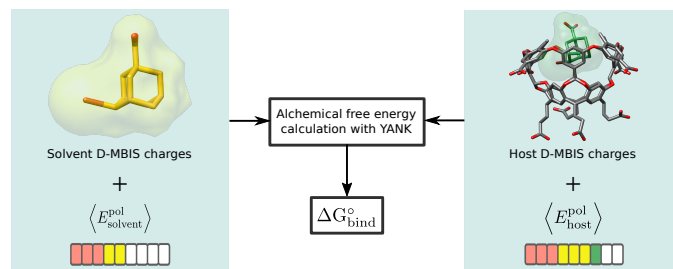 Solvent D-MBIS charges
+
⟨E^pol_solvent⟩
Alchemical free energy
calculation with YANK
ΔG°_bind
Host D-MBIS charges
+
⟨E^pol_host⟩